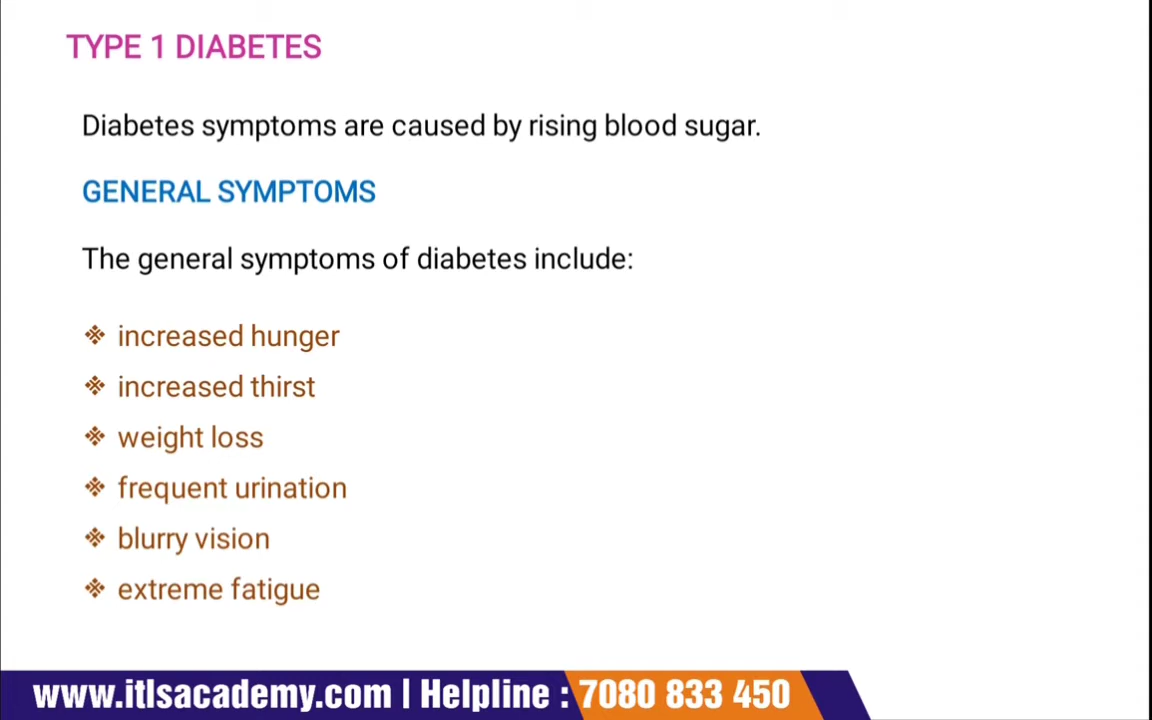 TYPE 1 DIABETES
Diabetes symptoms are caused by rising blood sugar.
GENERAL SYMPTOMS
The general symptoms of diabetes include:
❖ increased hunger
❖ increased thirst
❖ weight loss
❖ frequent urination
❖ blurry vision
❖ extreme fatigue
www.itlsacademy.com | Helpline : 7080 833 450